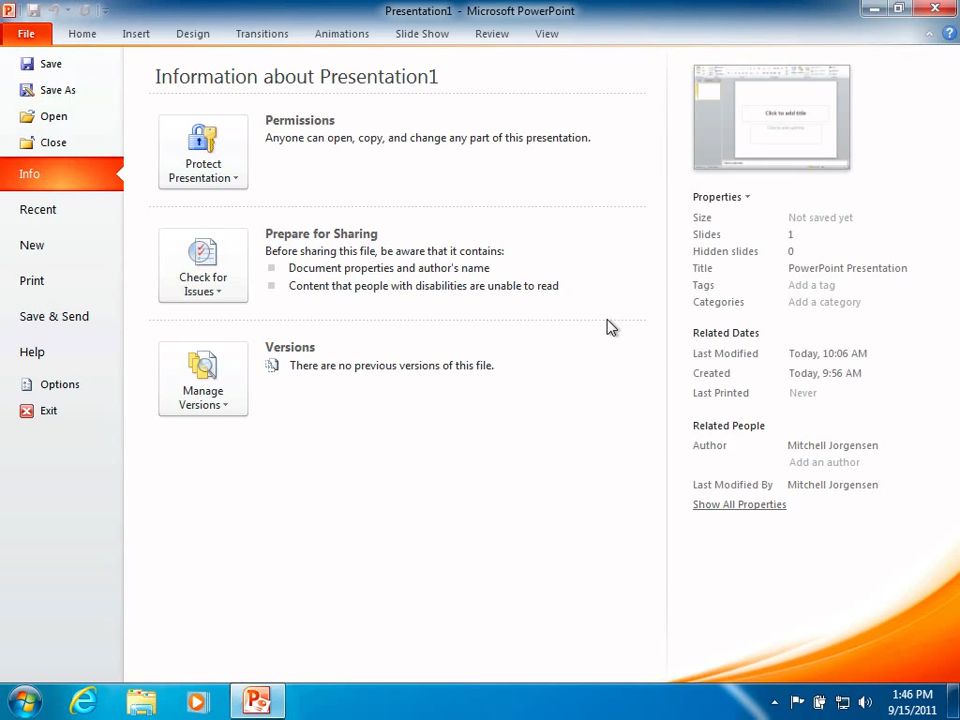 Presentation1 - Microsoft PowerPoint
File Home Insert Design Transitions Animations Slide Show Review View
Save
Save As
Open
Close
Info
Recent
New
Print
Save & Send
Help
Options
Exit
Information about Presentation1
Protect
Presentation
Permissions
Anyone can open, copy, and change any part of this presentation.
Check for
Issues
Prepare for Sharing
Before sharing this file, be aware that it contains:
Document properties and author's name
Content that people with disabilities are unable to read
Manage
Versions
Versions
There are no previous versions of this file.
Click to add title
Properties
Size Not saved yet
Slides 1
Hidden slides 0
Title PowerPoint Presentation
Tags Add a tag
Categories Add a category
Related Dates
Last Modified Today, 10:06 AM
Created Today, 9:56 AM
Last Printed Never
Related People
Author Mitchell Jorgensen
Add an author
Last Modified By Mitchell Jorgensen
Show All Properties
1:46 PM
9/15/2011